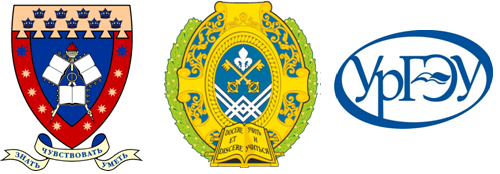 ЗНАТЬ ЧУВСТВОВАТЬ УМЕТЬ
DOCERE УЧИТЬ
ET И
DISCERE УЧИТЬСЯ
УрГЭУ